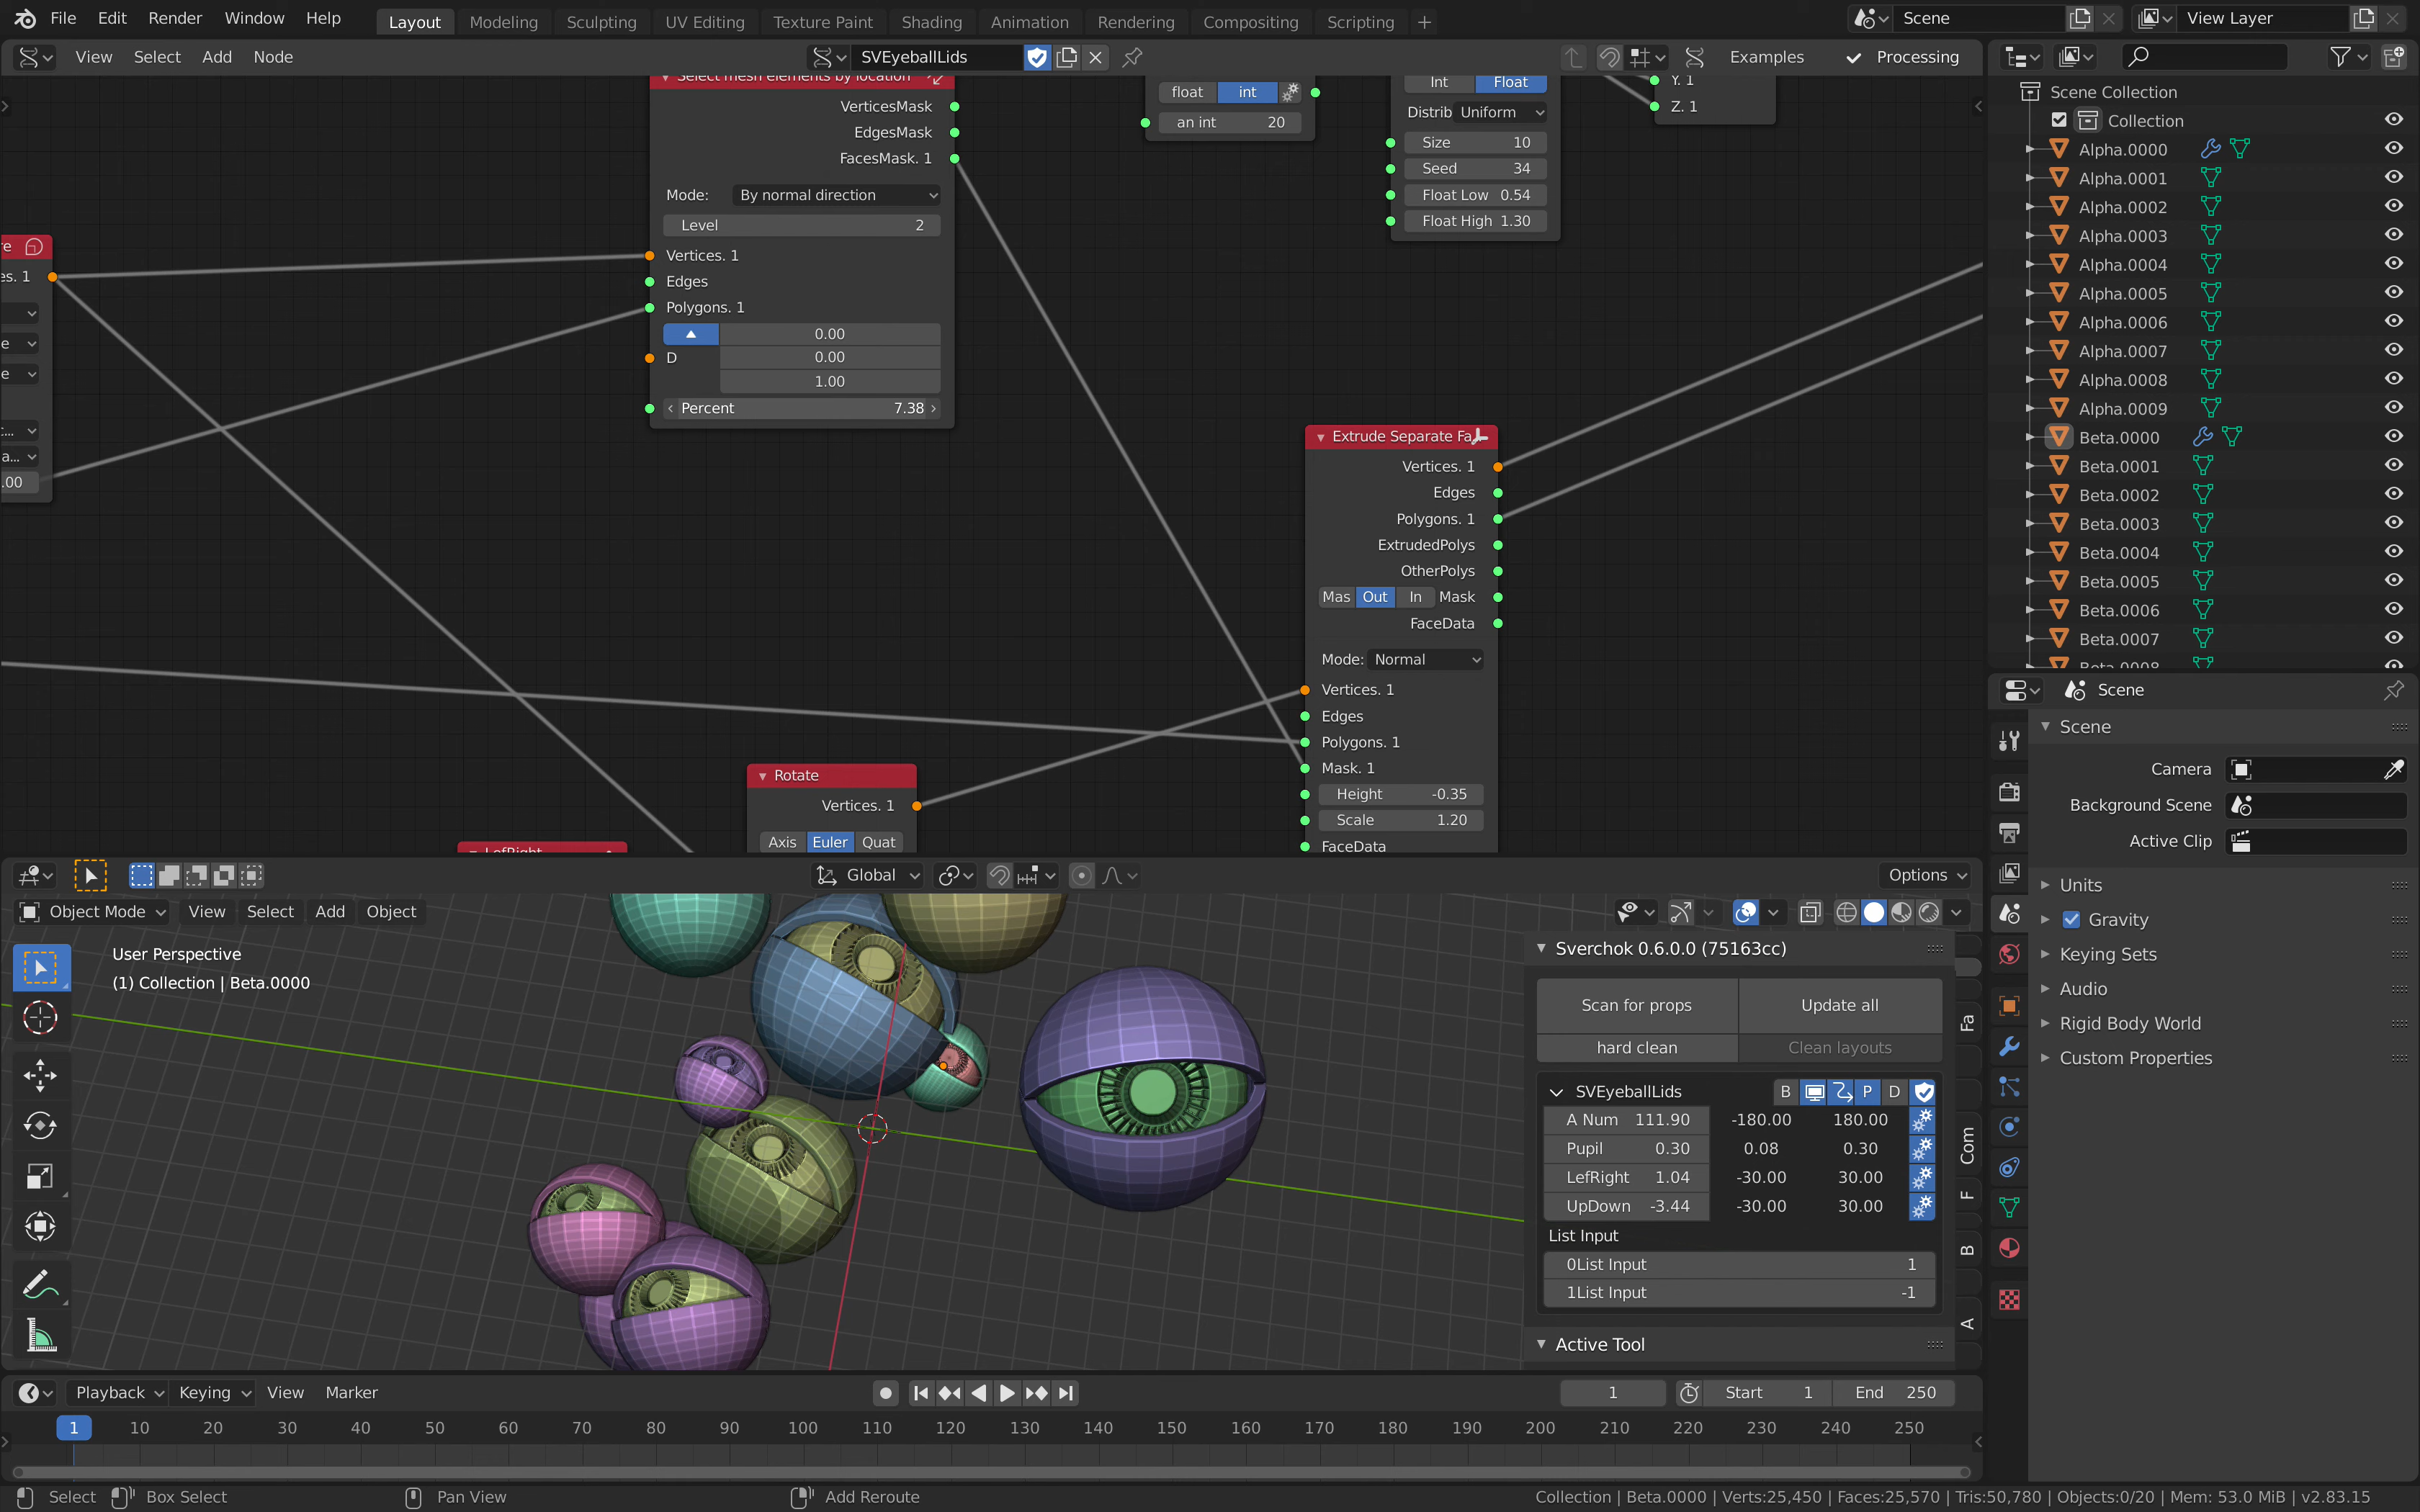 File Edit Render Window Help Layout Modeling Sculpting UV Editing Texture Paint Shading Animation Rendering Compositing Scripting + Scene View Layer
View Select Add Node SVEyeballLids Examples Processing
Select mesh elements by location
VerticesMask
EdgesMask
FacesMask. 1
Mode: By normal direction
Level 2
Vertices. 1
Edges
Polygons. 1
0.00
D 0.00
1.00
Percent 7.38
float int
an int 20
Int Float
Distrib Uniform
Size 10
Seed 34
Float Low 0.54
Float High 1.30
Y. 1
Z. 1
re
es. 1
e
e
c...
a...
.00
Extrude Separate Fa
Vertices. 1
Edges
Polygons. 1
ExtrudedPolys
OtherPolys
Mas Out In Mask
FaceData
Mode: Normal
Vertices. 1
Edges
Polygons. 1
Mask. 1
Height -0.35
Scale 1.20
FaceData
Rotate
Vertices. 1
Axis Euler Quat
LefRight
Scene Collection
Collection
Alpha.0000
Alpha.0001
Alpha.0002
Alpha.0003
Alpha.0004
Alpha.0005
Alpha.0006
Alpha.0007
Alpha.0008
Alpha.0009
Beta.0000
Beta.0001
Beta.0002
Beta.0003
Beta.0004
Beta.0005
Beta.0006
Beta.0007
Beta.0008
Scene
Scene
Camera
Background Scene
Active Clip
Units
Gravity
Keying Sets
Audio
Rigid Body World
Custom Properties
Global Options
Object Mode View Select Add Object
User Perspective
(1) Collection | Beta.0000
Sverchok 0.6.0.0 (75163cc)
Scan for props Update all
hard clean Clean layouts
SVEyeballLids B P D
A Num 111.90 -180.00 180.00
Pupil 0.30 0.08 0.30
LefRight 1.04 -30.00 30.00
UpDown -3.44 -30.00 30.00
List Input
0List Input 1
1List Input -1
Active Tool
Fa
Com
F
B
A
Playback Keying View Marker 1 Start 1 End 250
1 10 20 30 40 50 60 70 80 90 100 110 120 130 140 150 160 170 180 190 200 210 220 230 240 250
Select Box Select Pan View Add Reroute Collection | Beta.0000 | Verts:25,450 | Faces:25,570 | Tris:50,780 | Objects:0/20 | Mem: 53.0 MiB | v2.83.15